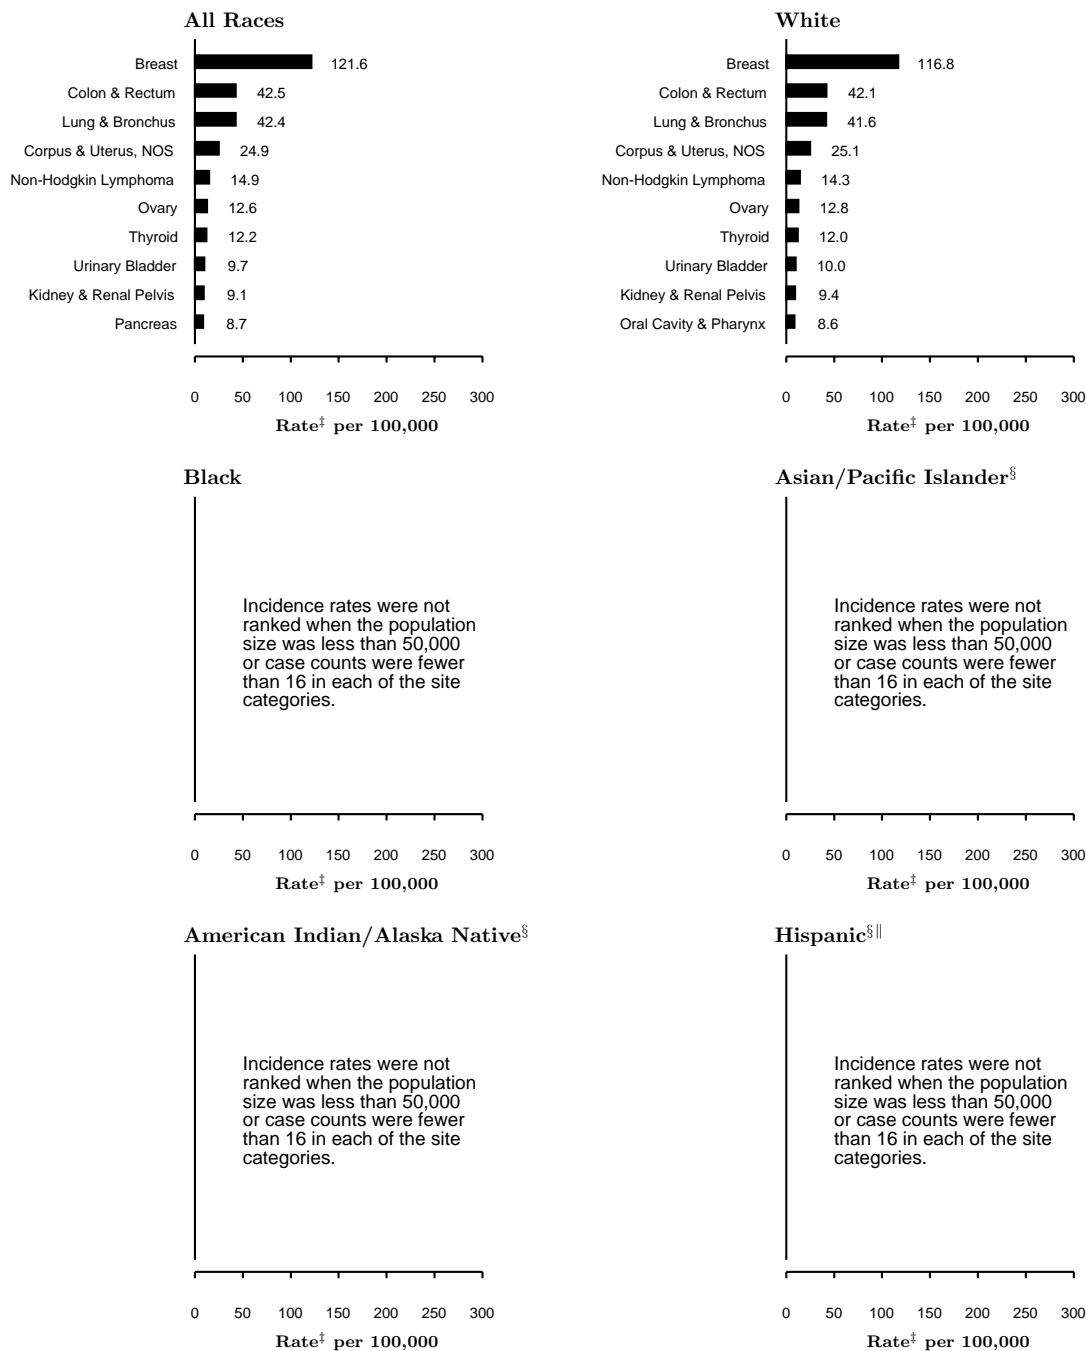 All Races
Breast 121.6
Colon & Rectum 42.5
Lung & Bronchus 42.4
Corpus & Uterus, NOS 24.9
Non-Hodgkin Lymphoma 14.9
Ovary 12.6
Thyroid 12.2
Urinary Bladder 9.7
Kidney & Renal Pelvis 9.1
Pancreas 8.7
0 50 100 150 200 250 300
Rate‡ per 100,000
White
Breast 116.8
Colon & Rectum 42.1
Lung & Bronchus 41.6
Corpus & Uterus, NOS 25.1
Non-Hodgkin Lymphoma 14.3
Ovary 12.8
Thyroid 12.0
Urinary Bladder 10.0
Kidney & Renal Pelvis 9.4
Oral Cavity & Pharynx 8.6
0 50 100 150 200 250 300
Rate‡ per 100,000
Black
Incidence rates were not
ranked when the population
size was less than 50,000
or case counts were fewer
than 16 in each of the site
categories.
0 50 100 150 200 250 300
Rate‡ per 100,000
Asian/Pacific Islander§
Incidence rates were not
ranked when the population
size was less than 50,000
or case counts were fewer
than 16 in each of the site
categories.
0 50 100 150 200 250 300
Rate‡ per 100,000
American Indian/Alaska Native§
Incidence rates were not
ranked when the population
size was less than 50,000
or case counts were fewer
than 16 in each of the site
categories.
0 50 100 150 200 250 300
Rate‡ per 100,000
Hispanic§||
Incidence rates were not
ranked when the population
size was less than 50,000
or case counts were fewer
than 16 in each of the site
categories.
0 50 100 150 200 250 300
Rate‡ per 100,000